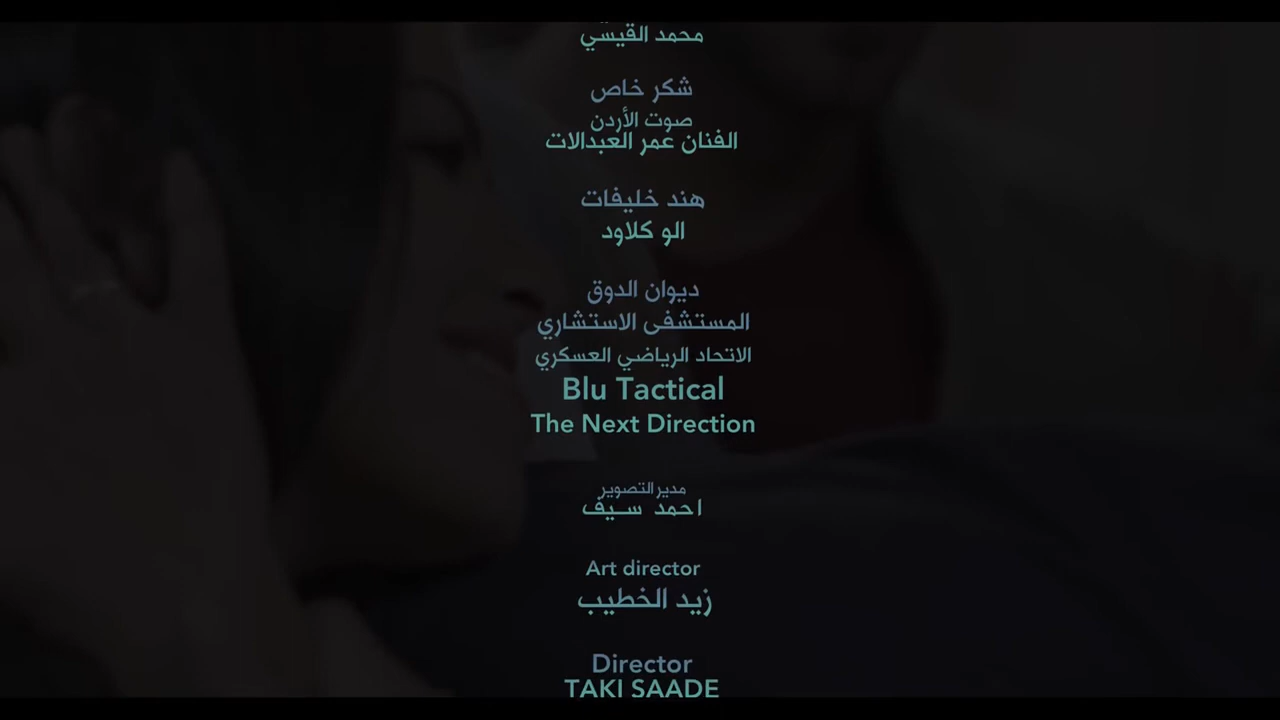 محمد القيسي
شكر خاص
صوت الأردن
الفنان عمر العبدالات
هند خليفات
الو كلاود
ديوان الدوق
المستشفى الاستشاري
الاتحاد الرياضي العسكري
Blu Tactical
The Next Direction
مدير التصوير
احمد سيف
Art director
زيد الخطيب
Director
TAKI SAADE